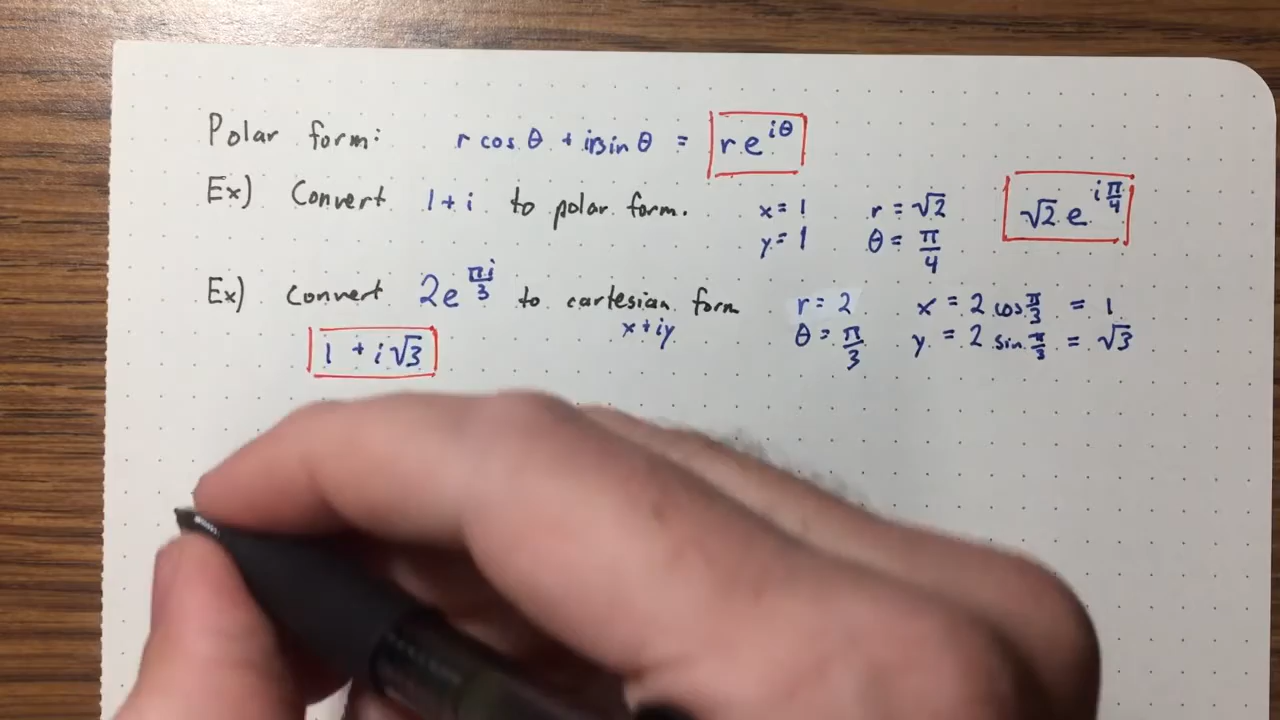 Polar form: r cos θ + ir sin θ = r e^{iθ}
Ex) Convert 1 + i to polar form. x = 1 r = √2 √2 e^{i π/4}
y = 1 θ = π/4
Ex) Convert 2e^{πi/3} to cartesian form r = 2 x = 2 cos π/3 = 1
x + iy θ = π/3 y = 2 sin π/3 = √3
1 + i√3